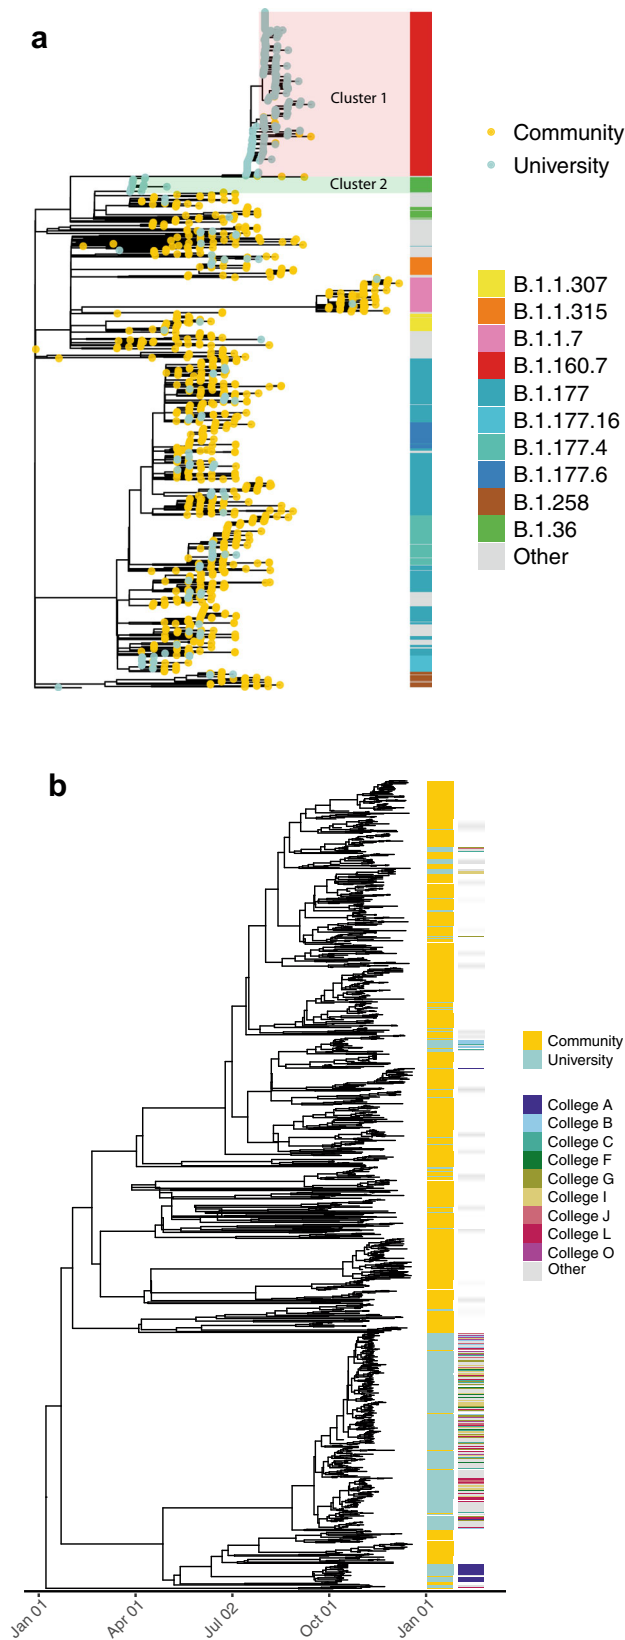 a
Cluster 1
Cluster 2
Community
University
B.1.1.307
B.1.1.315
B.1.1.7
B.1.160.7
B.1.177
B.1.177.16
B.1.177.4
B.1.177.6
B.1.258
B.1.36
Other
b
Community
University
College A
College B
College C
College F
College G
College I
College J
College L
College O
Other
Jan 01
Apr 01
Jul 02
Oct 01
Jan 01